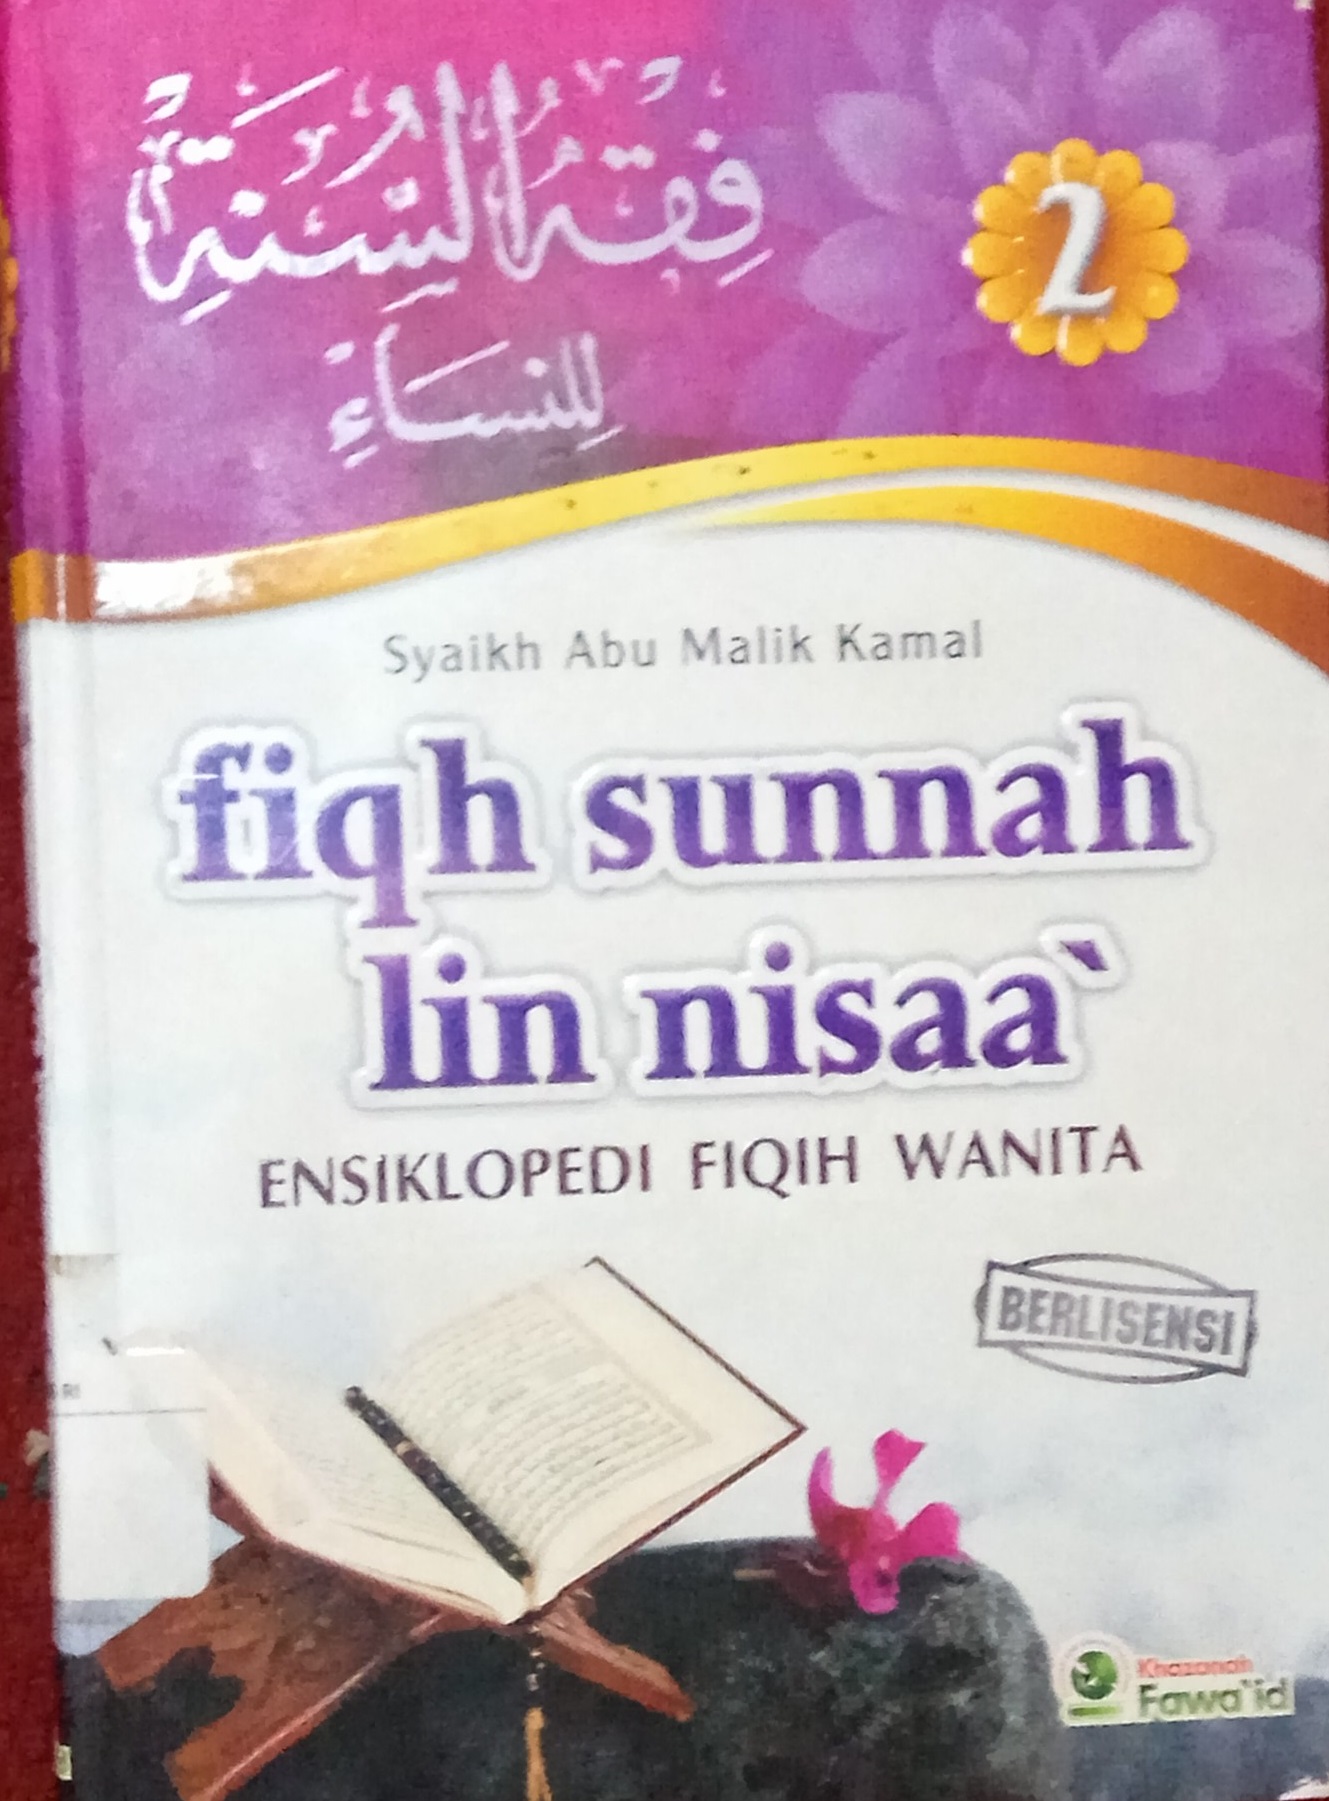 فِقْهُ السُّنَّةِ
لِلنِّسَاءِ
2
Syaikh Abu Malik Kamal
fiqh sunnah
lin nisaa`
ENSIKLOPEDI FIQIH WANITA
BERLISENSI
RI
Khazanah
Fawa`id